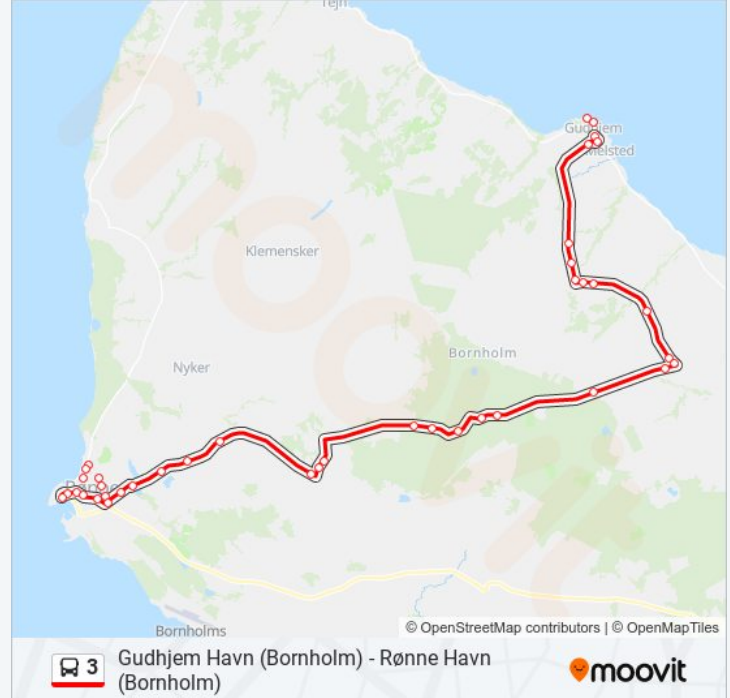 Tejn
Gudhjem
Melsted
Klemensker
Bornholm
Nyker
Rønne
Bornholms
© OpenStreetMap contributors | © OpenMapTiles
3
Gudhjem Havn (Bornholm) - Rønne Havn
(Bornholm)
moovit
moovit